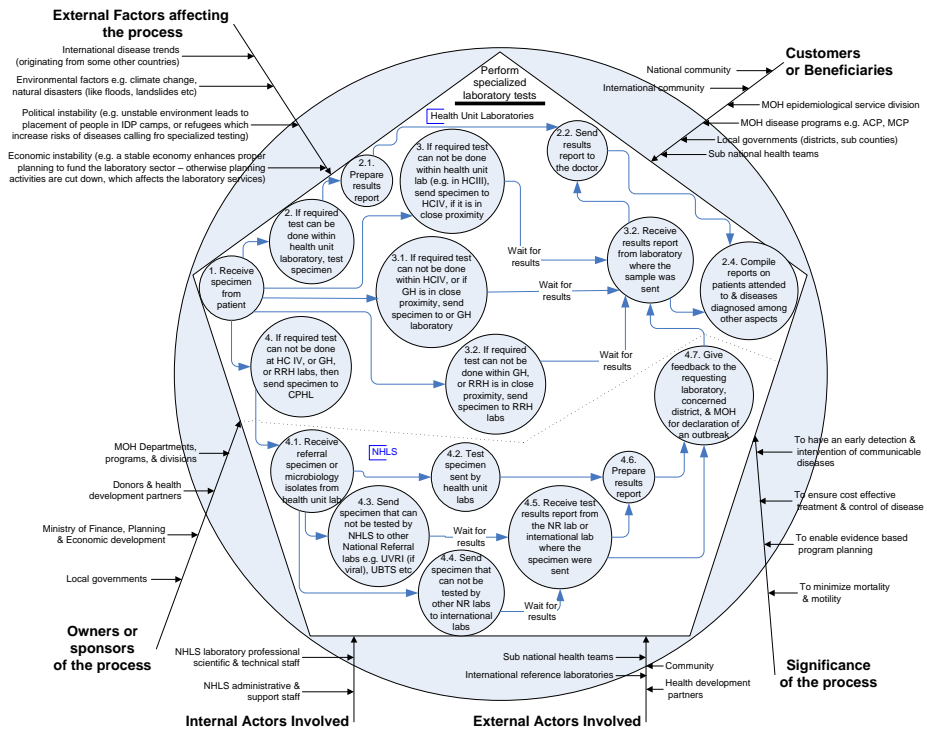 External Factors affecting
the process
International disease trends
(originating from some other countries)
Environmental factors e.g. climate change,
natural disasters (like floods, landslides etc)
Political instability (e.g. unstable environment leads to
placement of people in IDP camps, or refugees which
increase risks of diseases calling fro specialized testing)
Economic instability (e.g. a stable economy enhances proper
planning to fund the laboratory sector – otherwise planning
activities are cut down, which affects the laboratory services)
Customers
or Beneficiaries
National community
International community
MOH epidemiological service division
MOH disease programs e.g. ACP, MCP
Local governments (districts, sub counties)
Sub national health teams
Perform
specialized
laboratory tests
Health Unit Laboratories
1. Receive
specimen
from
patient
2. If required
test can be
done within
health unit
laboratory, test
specimen
2.1.
Prepare
results
report
3. If required test
can not be done
within health unit
lab (e.g. in HCIII),
send specimen to
HCIV, if it is in
close proximity
2.2. Send
results
report to
the doctor
3.1. If required test
can not be done
within HCIV, or if
GH is in close
proximity, send
specimen to or GH
laboratory
Wait for
results
Wait for
results
3.2. Receive
results report
from laboratory
where the
sample was
sent
2.4. Compile
reports on
patients attended
to & diseases
diagnosed among
other aspects
4. If required test
can not be done
at HC IV, or GH,
or RRH labs, then
send specimen to
CPHL
3.2. If required test
can not be done
within GH,
or RRH is in close
proximity, send
specimen to RRH
labs
Wait for
results
4.7. Give
feedback to the
requesting
laboratory,
concerned
district, & MOH
for declaration of
an outbreak
NHLS
4.1. Receive
referral
specimen or
microbiology
isolates from
health unit lab
4.2. Test
specimen
sent by
health unit
labs
4.3. Send
specimen that can
not be tested by
NHLS to other
National Referral
labs e.g. UVRI (if
viral), UBTS etc
Wait for
results
4.4. Send
specimen that
can not be
tested by
other NR labs
to international
labs
Wait for
results
4.5. Receive test
results report from
the NR lab or
international lab
where the
specimen were
sent
4.6.
Prepare
results
report
MOH Departments,
programs, & divisions
Donors & health
development partners
Ministry of Finance, Planning
& Economic development
Local governments
Owners or
sponsors
of the process
To have an early detection &
intervention of communicable
diseases
To ensure cost effective
treatment & control of disease
To enable evidence based
program planning
To minimize mortality
& motility
Significance
of the process
NHLS laboratory professional
scientific & technical staff
NHLS administrative &
support staff
Internal Actors Involved
Sub national health teams
International reference laboratories
Community
Health development
partners
External Actors Involved